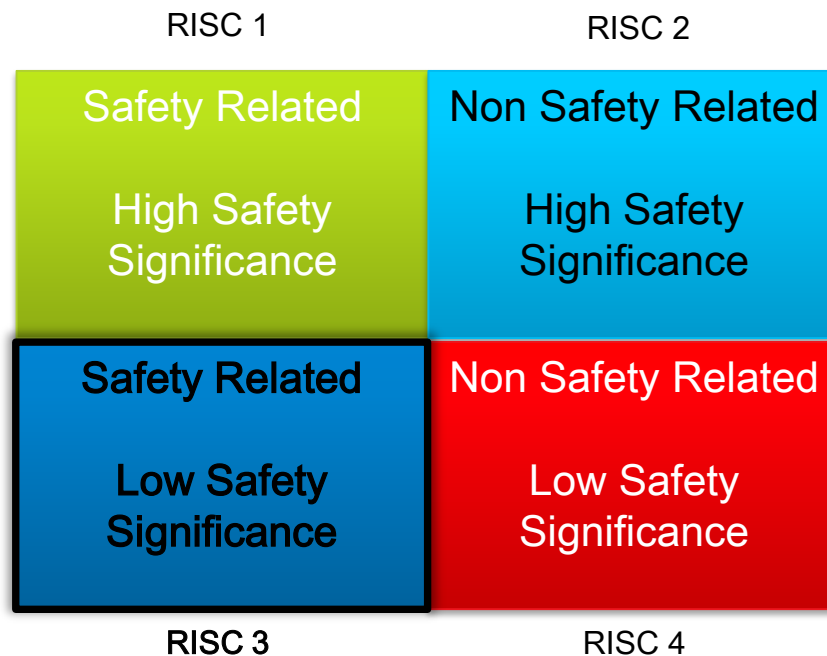 RISC 1
RISC 2
Safety Related
High Safety
Significance
Non Safety Related
High Safety
Significance
Safety Related
Low Safety
Significance
Non Safety Related
Low Safety
Significance
RISC 3
RISC 4